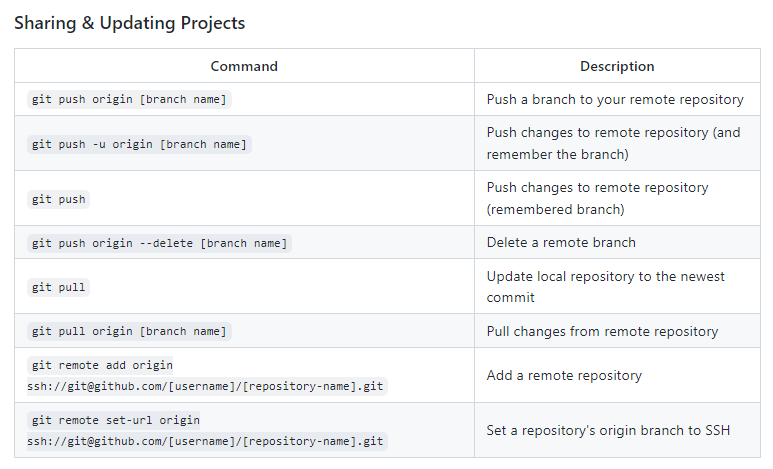 Sharing & Updating Projects
Command Description
git push origin [branch name] Push a branch to your remote repository
git push -u origin [branch name] Push changes to remote repository (and
remember the branch)
git push Push changes to remote repository
(remembered branch)
git push origin --delete [branch name] Delete a remote branch
git pull Update local repository to the newest
commit
git pull origin [branch name] Pull changes from remote repository
git remote add origin
ssh://git@github.com/[username]/[repository-name].git Add a remote repository
git remote set-url origin
ssh://git@github.com/[username]/[repository-name].git Set a repository's origin branch to SSH